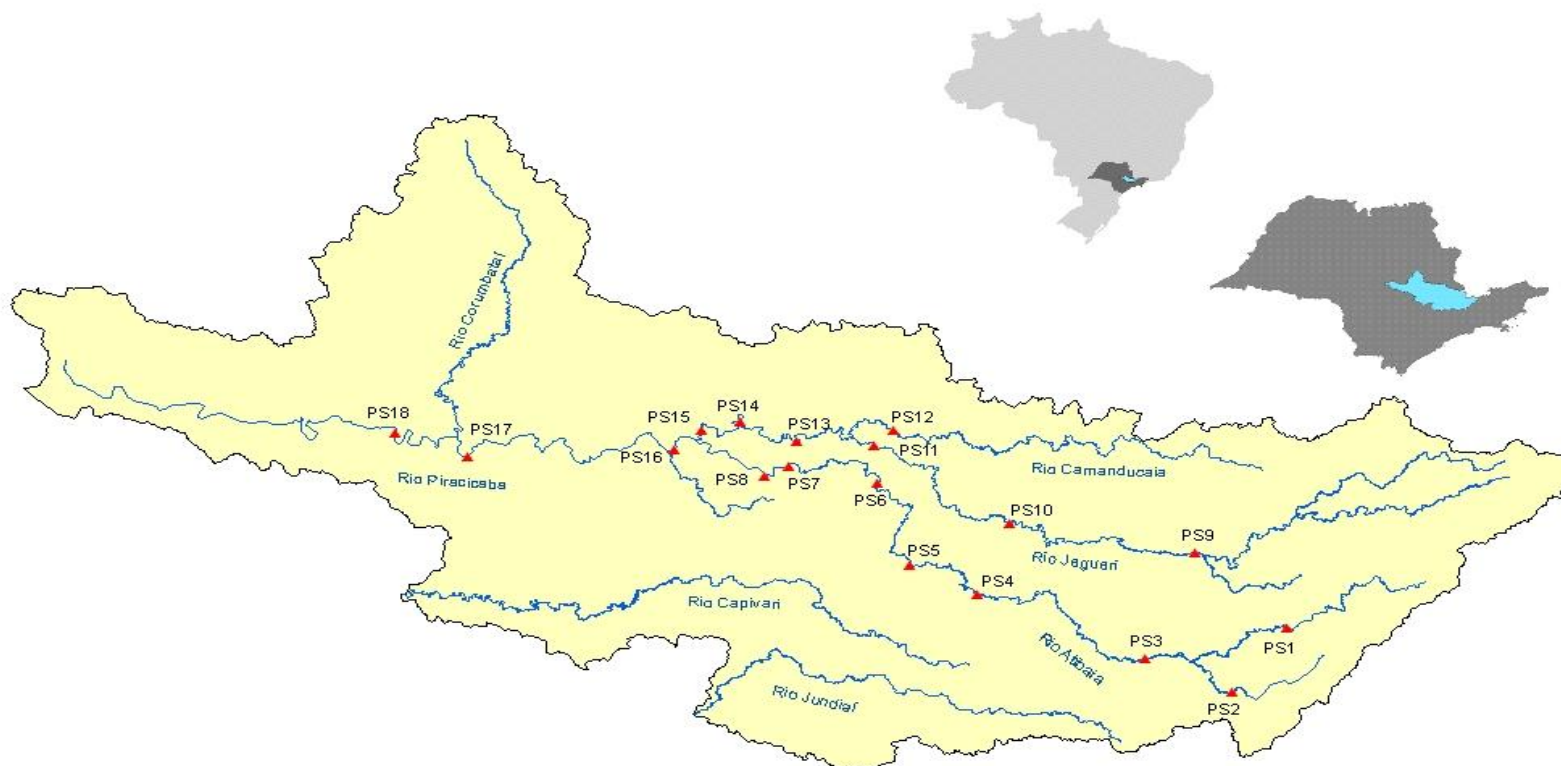 Rio Corumbataí
PS18
PS17
PS15
PS14
PS13
PS12
PS11
PS16
Rio Piracicaba
PS8
PS7
PS6
Rio Camanducaia
PS10
PS9
Rio Jaguari
PS5
PS4
Rio Capivari
PS3
PS1
Rio Atibaia
PS2
Rio Jundiaí